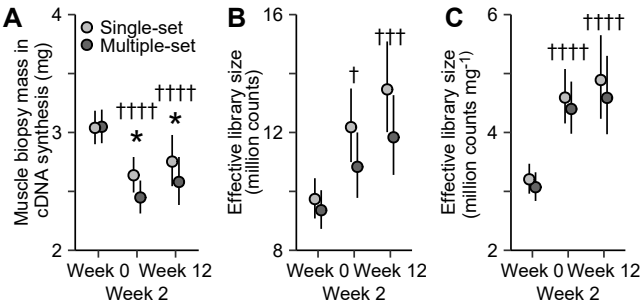 A
Muscle biopsy mass in
cDNA synthesis (mg)
4
3
2
Single-set
Multiple-set
††††
*
††††
*
Week 0 Week 12
Week 2
B
Effective library size
(million counts)
16
12
8
†
†††
Week 0 Week 12
Week 2
C
Effective library size
(million counts mg⁻¹)
6
4
2
††††
††††
Week 0 Week 12
Week 2